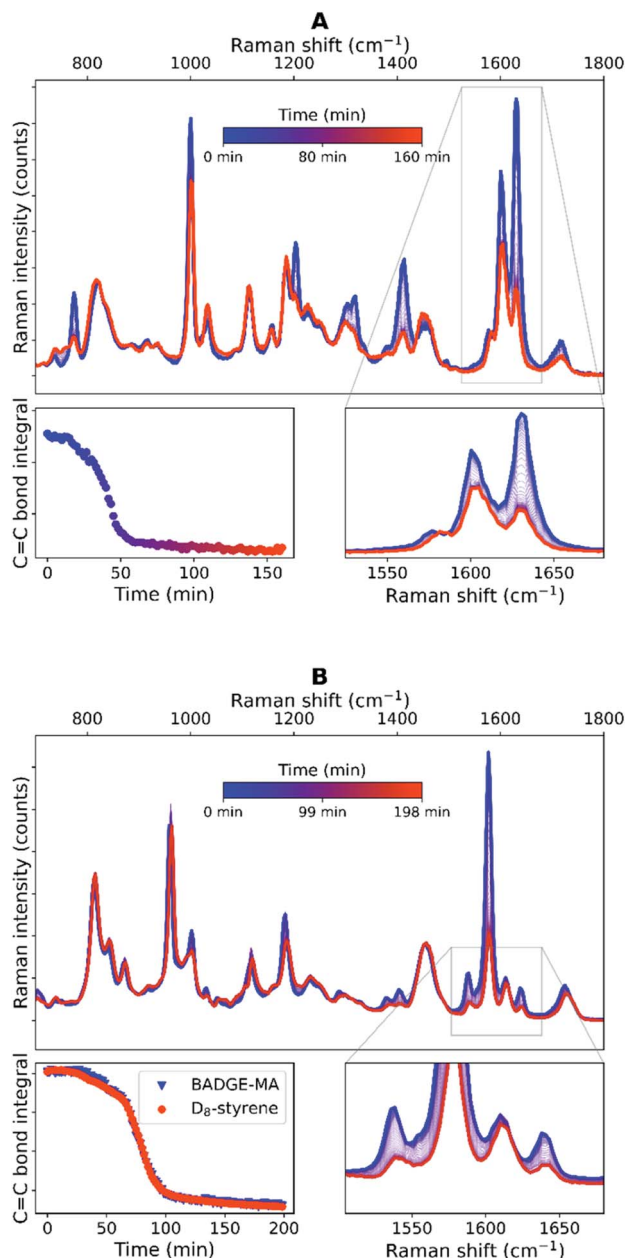 A
Raman shift (cm⁻¹)
800 1000 1200 1400 1600 1800
Raman intensity (counts)
Time (min)
0 min 80 min 160 min
C=C bond integral
0 50 100 150
Time (min)
1550 1600 1650
Raman shift (cm⁻¹)
B
Raman shift (cm⁻¹)
800 1000 1200 1400 1600 1800
Raman intensity (counts)
Time (min)
0 min 99 min 198 min
C=C bond integral
BADGE-MA
D₈-styrene
0 50 100 150 200
Time (min)
1550 1600 1650
Raman shift (cm⁻¹)